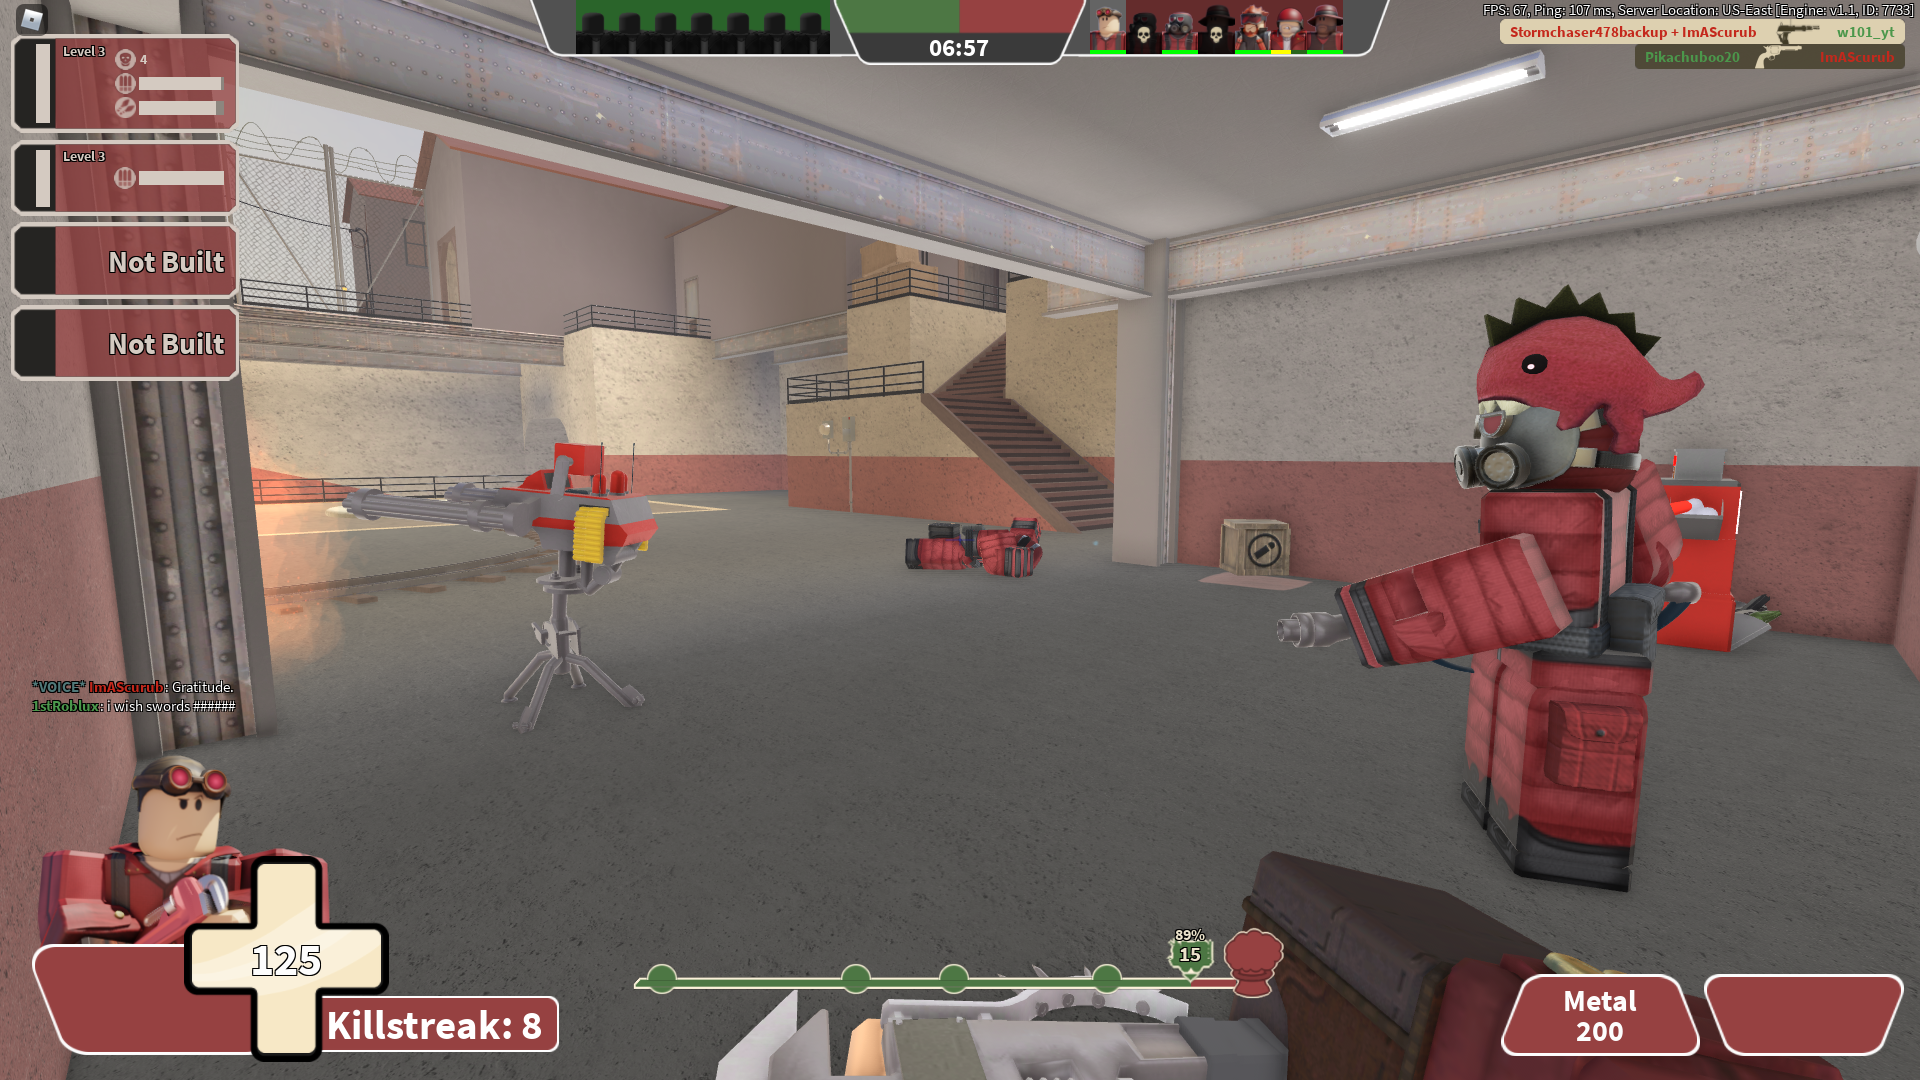 FPS: 67, Ping: 107 ms, Server Location: US-East [Engine: v1.1, ID: 7733]
Stormchaser478backup + ImAScurub w101_yt
Pikachuboo20 ImAScurub
06:57
Level 3
4
Level 3
Not Built
Not Built
*VOICE* ImAScurub: Gratitude.
1stRoblux: i wish swords ######
125
Killstreak: 8
89%
15
Metal
200